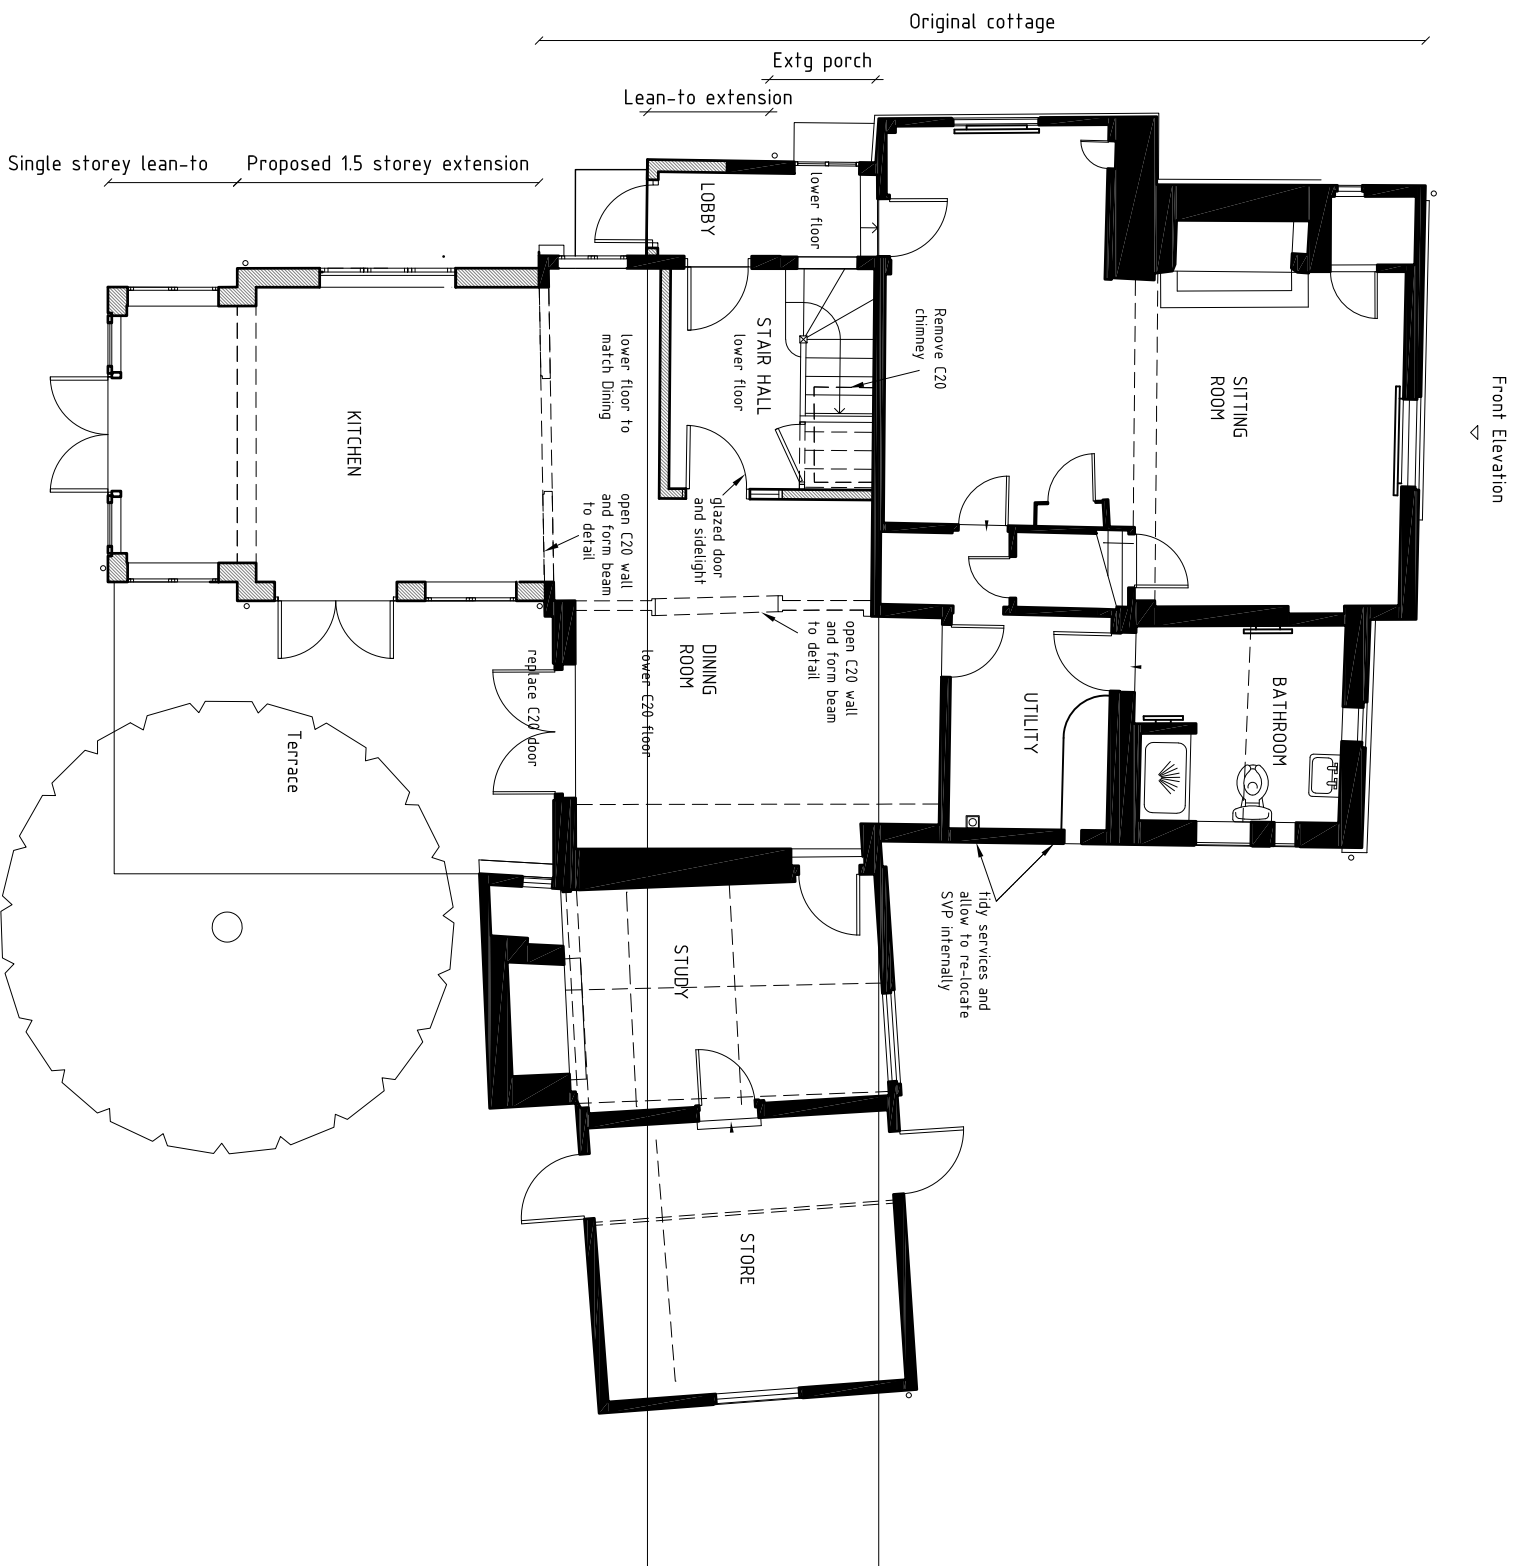 Original cottage
Extg porch
Lean-to extension
Single storey lean-to
Proposed 1.5 storey extension
LOBBY
lower floor
STAIR HALL
lower floor
Remove C20
chimney
SITTING
ROOM
Front Elevation
KITCHEN
lower floor to
match Dining
open C20 wall
and form beam
to detail
glazed door
and sidelight
open C20 wall
and form beam
to detail
DINING
ROOM
lower C20 floor
replace C20 door
UTILITY
BATHROOM
Terrace
tidy services and
allow to re-locate
SVP internally
STUDY
STORE